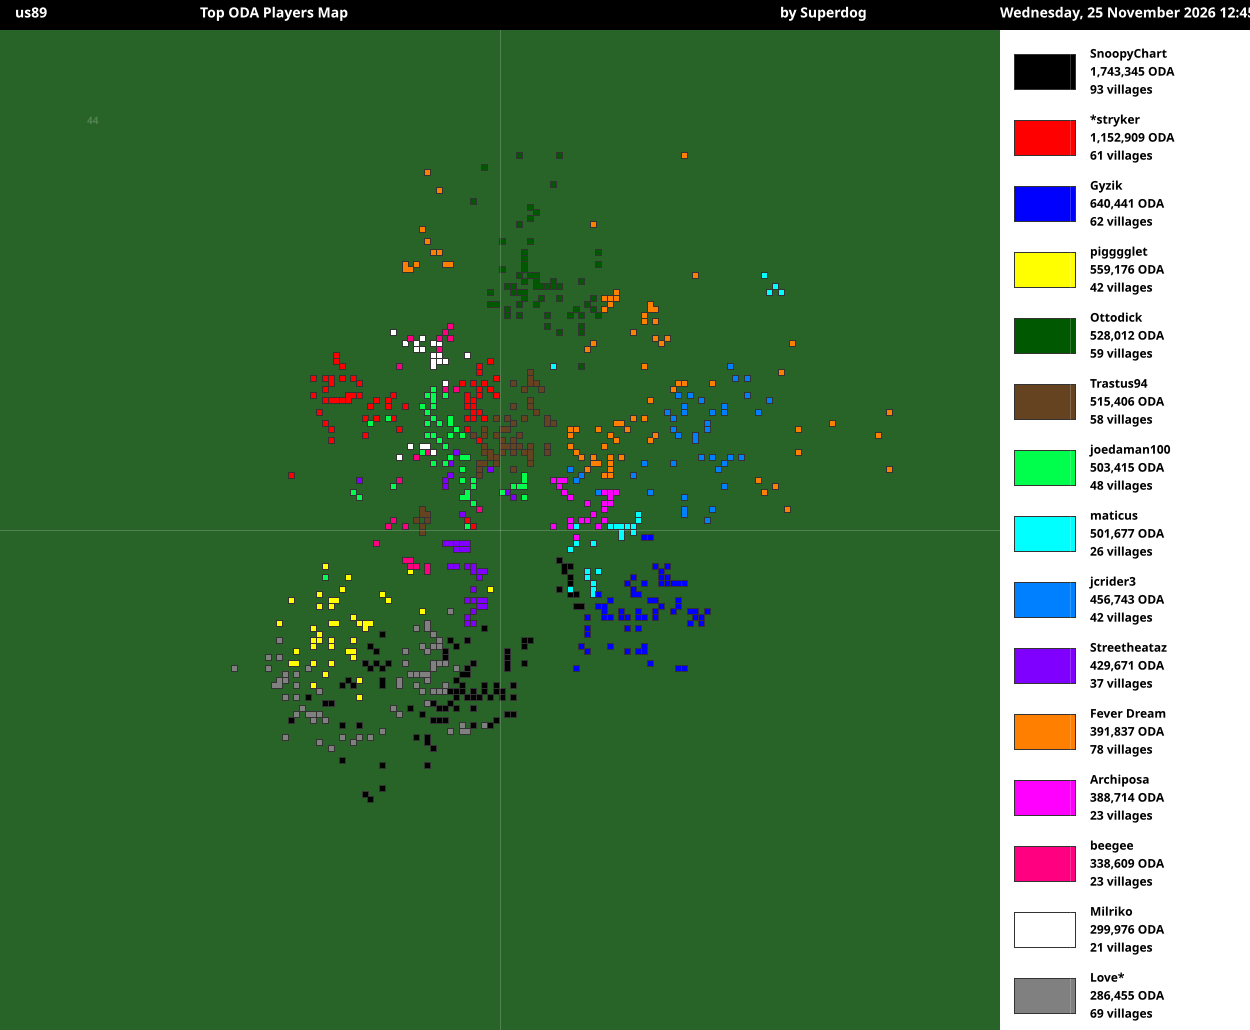 us89 Top ODA Players Map by Superdog Wednesday, 25 November 2026 12:45
44
SnoopyChart
1,743,345 ODA
93 villages
*stryker
1,152,909 ODA
61 villages
Gyzik
640,441 ODA
62 villages
pigggglet
559,176 ODA
42 villages
Ottodick
528,012 ODA
59 villages
Trastus94
515,406 ODA
58 villages
joedaman100
503,415 ODA
48 villages
maticus
501,677 ODA
26 villages
jcrider3
456,743 ODA
42 villages
Streetheataz
429,671 ODA
37 villages
Fever Dream
391,837 ODA
78 villages
Archiposa
388,714 ODA
23 villages
beegee
338,609 ODA
23 villages
Milriko
299,976 ODA
21 villages
Love*
286,455 ODA
69 villages